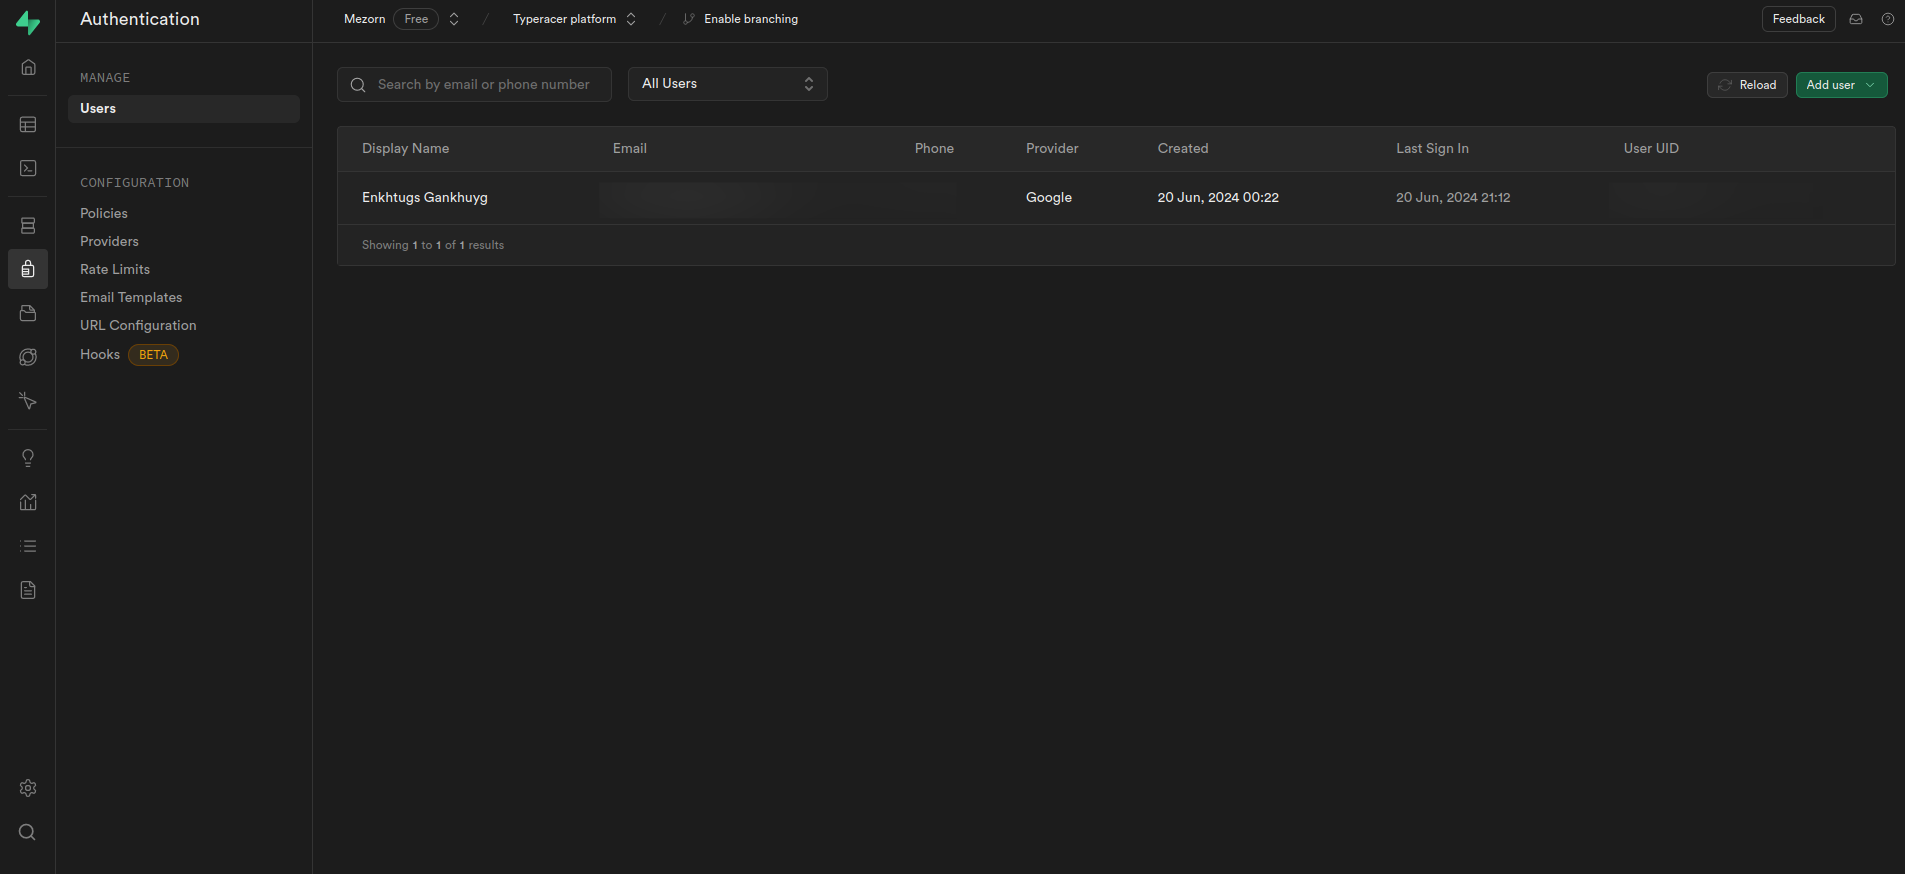 Authentication
Mezorn Free / Typeracer platform / Enable branching
Feedback
MANAGE
Users
CONFIGURATION
Policies
Providers
Rate Limits
Email Templates
URL Configuration
Hooks BETA
Search by email or phone number
All Users
Reload
Add user
Display Name Email Phone Provider Created Last Sign In User UID
Enkhtugs Gankhuyg Google 20 Jun, 2024 00:22 20 Jun, 2024 21:12
Showing 1 to 1 of 1 results